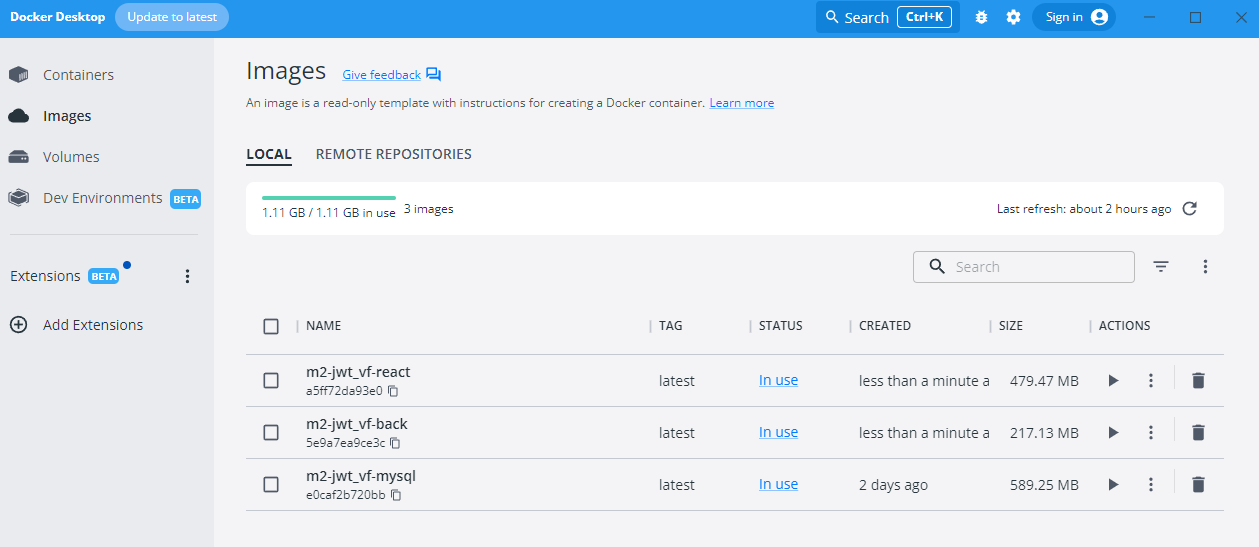 Docker Desktop Update to latest Search Ctrl+K Sign in
Containers
Images
Volumes
Dev Environments BETA
Extensions BETA
Add Extensions
Images Give feedback
An image is a read-only template with instructions for creating a Docker container. Learn more
LOCAL REMOTE REPOSITORIES
1.11 GB / 1.11 GB in use 3 images Last refresh: about 2 hours ago
Search
NAME TAG STATUS CREATED SIZE ACTIONS
m2-jwt_vf-react
a5ff72da93e0
latest In use less than a minute a 479.47 MB
m2-jwt_vf-back
5e9a7ea9ce3c
latest In use less than a minute a 217.13 MB
m2-jwt_vf-mysql
e0caf2b720bb
latest In use 2 days ago 589.25 MB